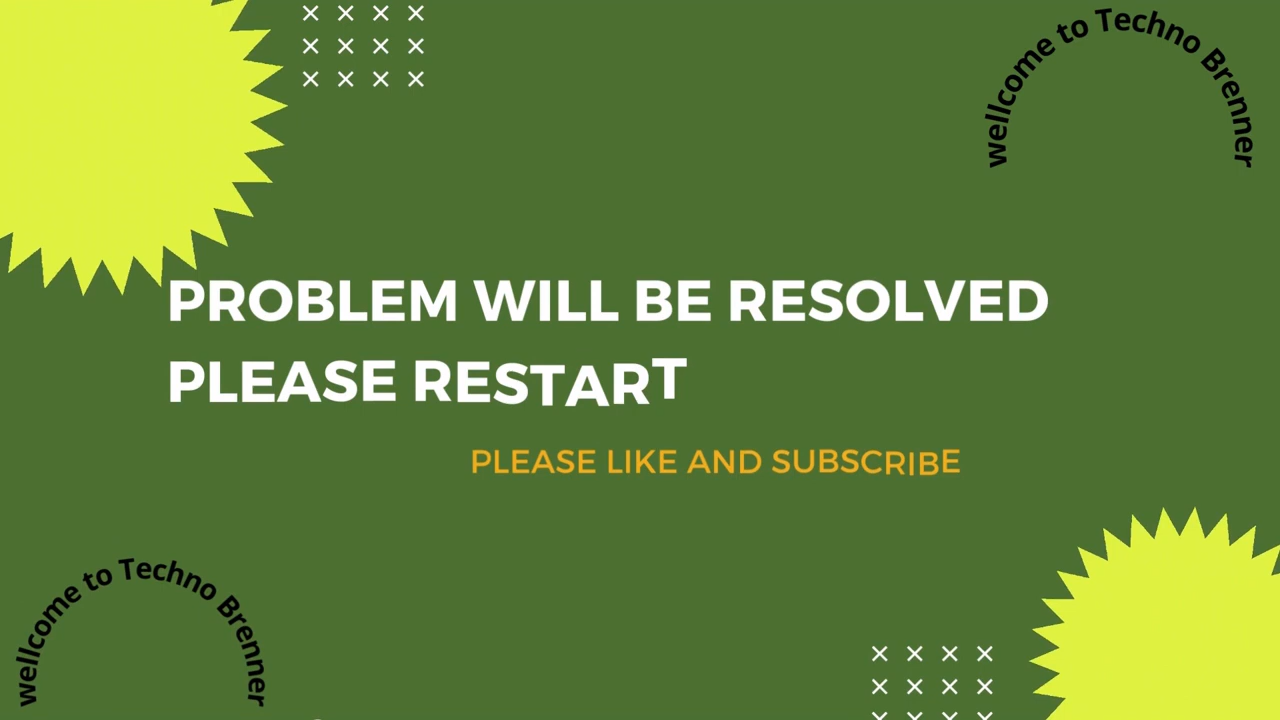 wellcome to Techno Brenner
PROBLEM WILL BE RESOLVED
PLEASE RESTART
PLEASE LIKE AND SUBSCRIBE
wellcome to Techno Brenner